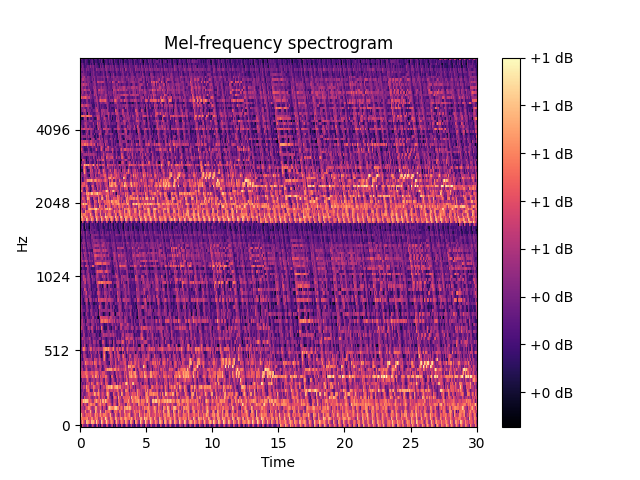 Mel-frequency spectrogram
Hz
4096
2048
1024
512
0
0 5 10 15 20 25 30
Time
+1 dB
+1 dB
+1 dB
+1 dB
+1 dB
+0 dB
+0 dB
+0 dB